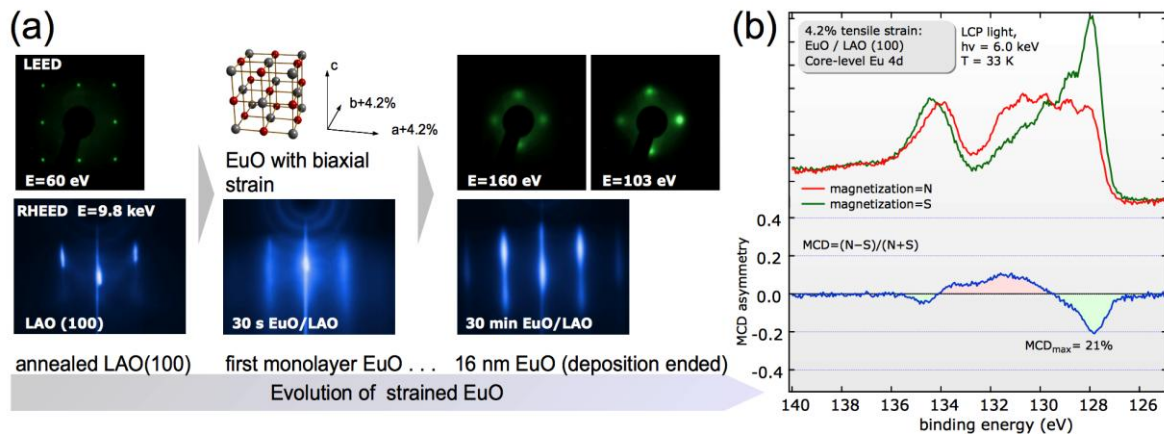 (a)
LEED
E=60 eV
c
b+4.2%
a+4.2%
EuO with biaxial
strain
E=160 eV
E=103 eV
RHEED E=9.8 keV
LAO (100)
30 s EuO/LAO
30 min EuO/LAO
annealed LAO(100)
first monolayer EuO . . .
16 nm EuO (deposition ended)
Evolution of strained EuO
(b)
4.2% tensile strain:
EuO / LAO (100)
Core-level Eu 4d
LCP light,
hν = 6.0 keV
T = 33 K
magnetization=N
magnetization=S
MCD=(N−S)/(N+S)
MCD asymmetry
0.4
0.2
0.0
-0.2
-0.4
MCDmax= 21%
140 138 136 134 132 130 128 126
binding energy (eV)